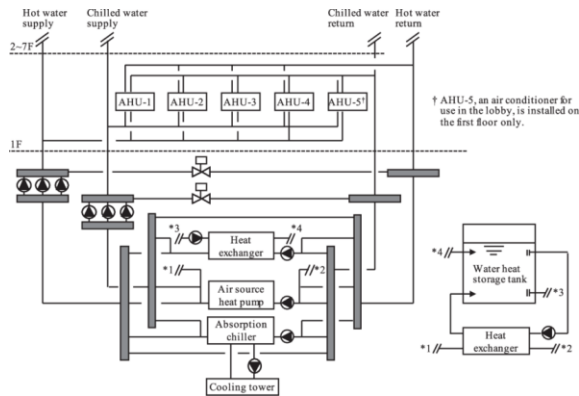 Hot water
supply
Chilled water
supply
Chilled water
return
Hot water
return
2~7F
AHU-1
AHU-2
AHU-3
AHU-4
AHU-5†
† AHU-5, an air conditioner for
use in the lobby, is installed on
the first floor only.
1F
*3
Heat
exchanger
*4
*1
Air source
heat pump
*2
Absorption
chiller
Cooling tower
*4
Water heat
storage tank
*3
*1
Heat
exchanger
*2